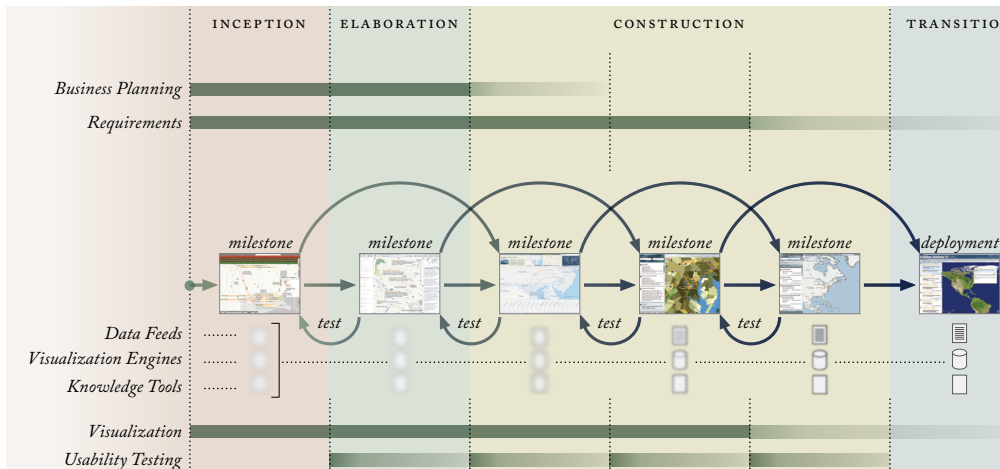 INCEPTION ELABORATION CONSTRUCTION TRANSITIO
Business Planning
Requirements
milestone milestone milestone milestone milestone deployment
test test test test
Data Feeds
Visualization Engines
Knowledge Tools
Visualization
Usability Testing